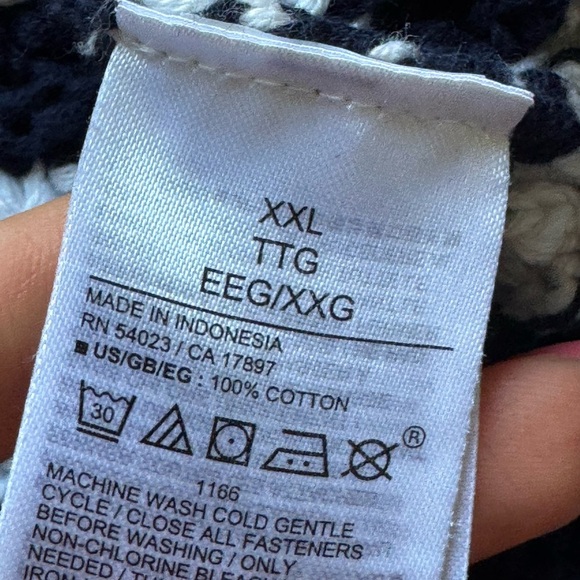 XXL
TTG
EEG/XXG
MADE IN INDONESIA
RN 54023 / CA 17897
US/GB/EG : 100% COTTON
30
®
1166
MACHINE WASH COLD GENTLE
CYCLE / CLOSE ALL FASTENERS
BEFORE WASHING / ONLY
NON-CHLORINE BLEACH
NEEDED /
IRON